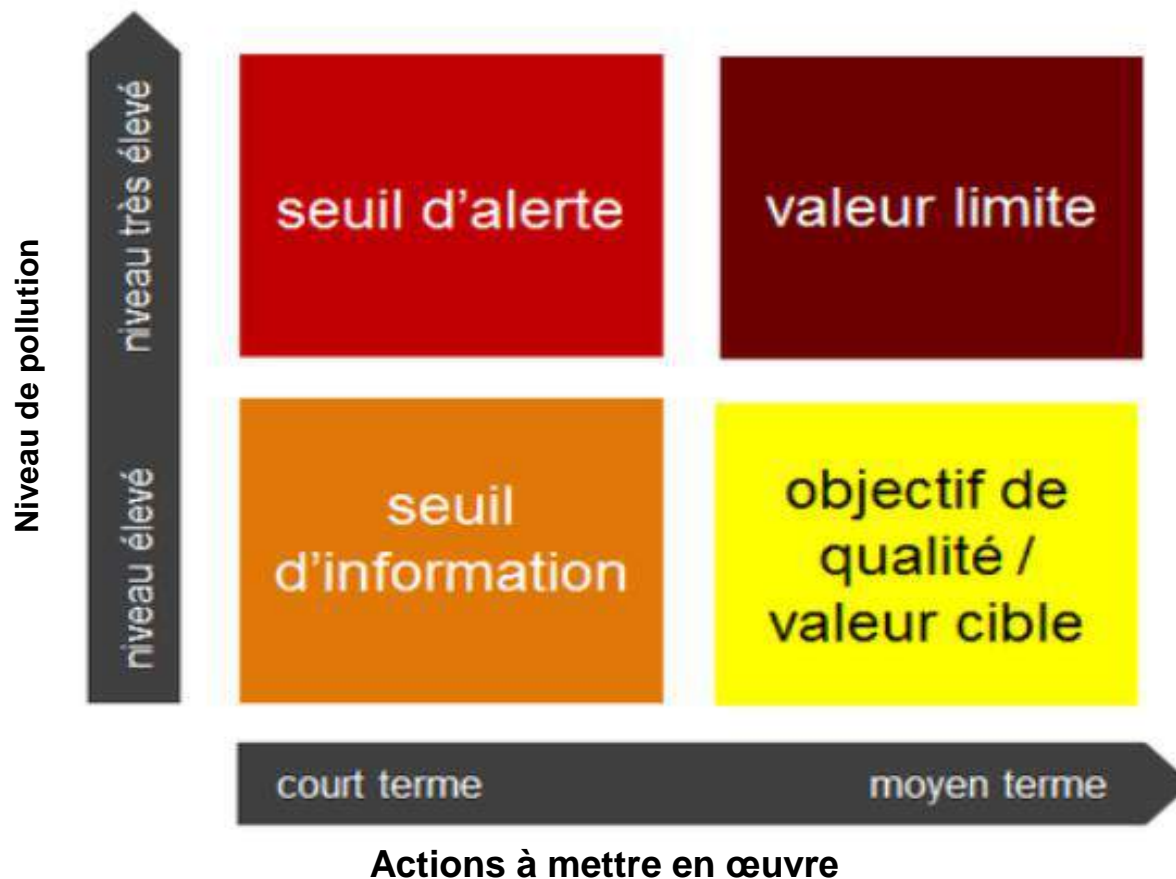 Niveau de pollution
niveau très élevé
niveau élevé
seuil d'alerte
valeur limite
seuil
d'information
objectif de
qualité /
valeur cible
court terme
moyen terme
Actions à mettre en œuvre